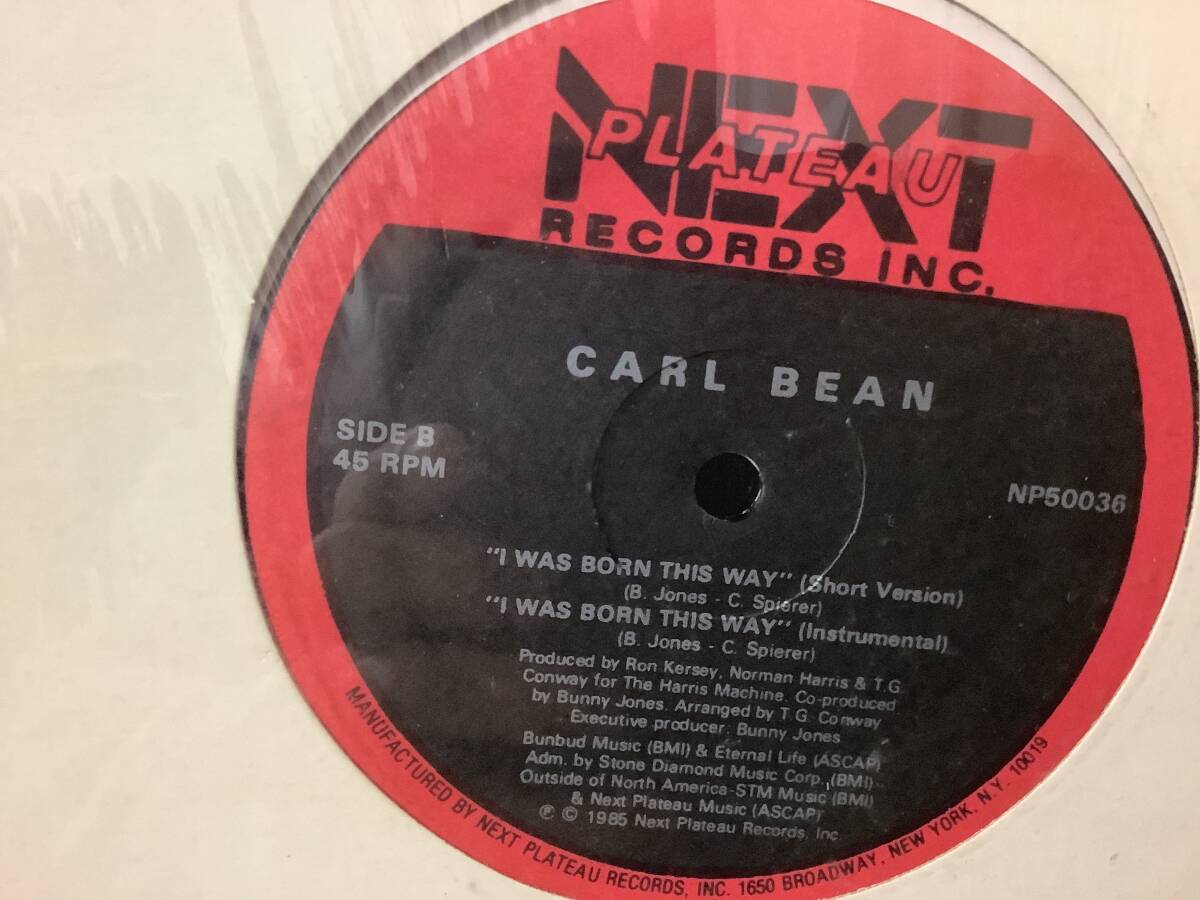 NEXT
PLATEAU
RECORDS INC.
CARL BEAN
SIDE B
45 RPM
NP50036
"I WAS BORN THIS WAY" (Short Version)
(B. Jones - C. Spierer)
"I WAS BORN THIS WAY" (Instrumental)
(B. Jones - C. Spierer)
Produced by Ron Kersey, Norman Harris & T.G.
Conway for The Harris Machine. Co-produced
by Bunny Jones. Arranged by T.G. Conway
Executive producer: Bunny Jones
Bunbud Music (BMI) & Eternal Life (ASCAP)
Adm. by Stone Diamond Music Corp. (BMI)
Outside of North America-STM Music (BMI)
& Next Plateau Music (ASCAP)
℗ © 1985 Next Plateau Records, Inc.
MANUFACTURED BY NEXT PLATEAU RECORDS, INC. 1650 BROADWAY, NEW YORK, N.Y. 10019